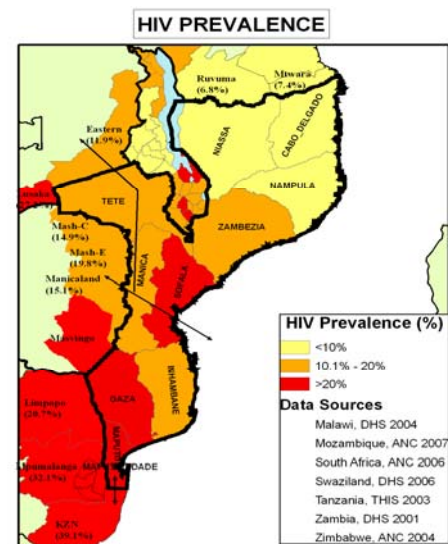 HIV PREVALENCE
Ruvuma
(6.8%)
Mtwara
(7.4%)
Eastern
(11.9%)
NIASSA
CABO_DELGADO
NAMPULA
TETE
ZAMBEZIA
Mash-C
(14.9%)
Mash-E
(19.8%)
Manicaland
(15.1%)
MANICA
SOFALA
Masvingo
Limpopo
(20.7%)
GAZA
INHAMBANE
Mpumalanga
(32.1%)
KZN
(39.1%)
HIV Prevalence (%)
<10%
10.1% - 20%
>20%
Data Sources
Malawi, DHS 2004
Mozambique, ANC 2007
South Africa, ANC 2006
Swaziland, DHS 2006
Tanzania, THIS 2003
Zambia, DHS 2001
Zimbabwe, ANC 2004